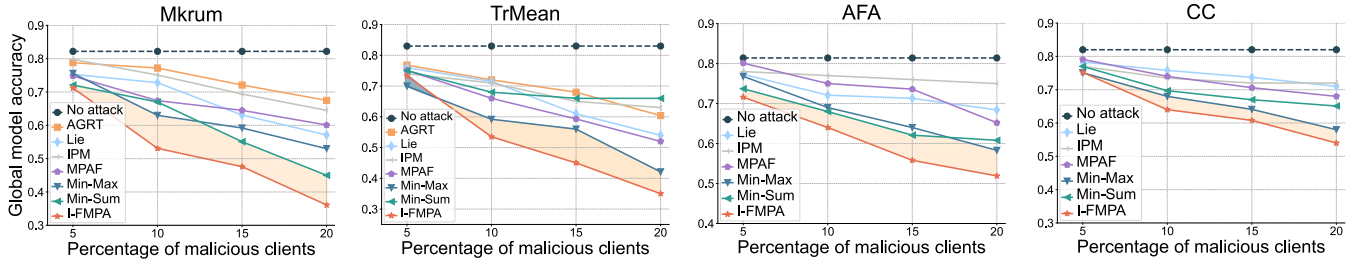 Mkrum
TrMean
AFA
CC
Global model accuracy
0.9
0.8
0.7
0.6
0.5
0.4
0.3
No attack
AGRT
Lie
IPM
MPAF
Min-Max
Min-Sum
I-FMPA
5 10 15 20
Percentage of malicious clients
0.9
0.8
0.7
0.6
0.5
0.4
0.3
No attack
AGRT
Lie
IPM
MPAF
Min-Max
Min-Sum
I-FMPA
5 10 15 20
Percentage of malicious clients
0.9
0.8
0.7
0.6
0.5
0.4
No attack
Lie
IPM
MPAF
Min-Max
Min-Sum
I-FMPA
5 10 15 20
Percentage of malicious clients
0.9
0.8
0.7
0.6
0.5
0.4
0.3
No attack
Lie
IPM
MPAF
Min-Max
Min-Sum
I-FMPA
5 10 15 20
Percentage of malicious clients